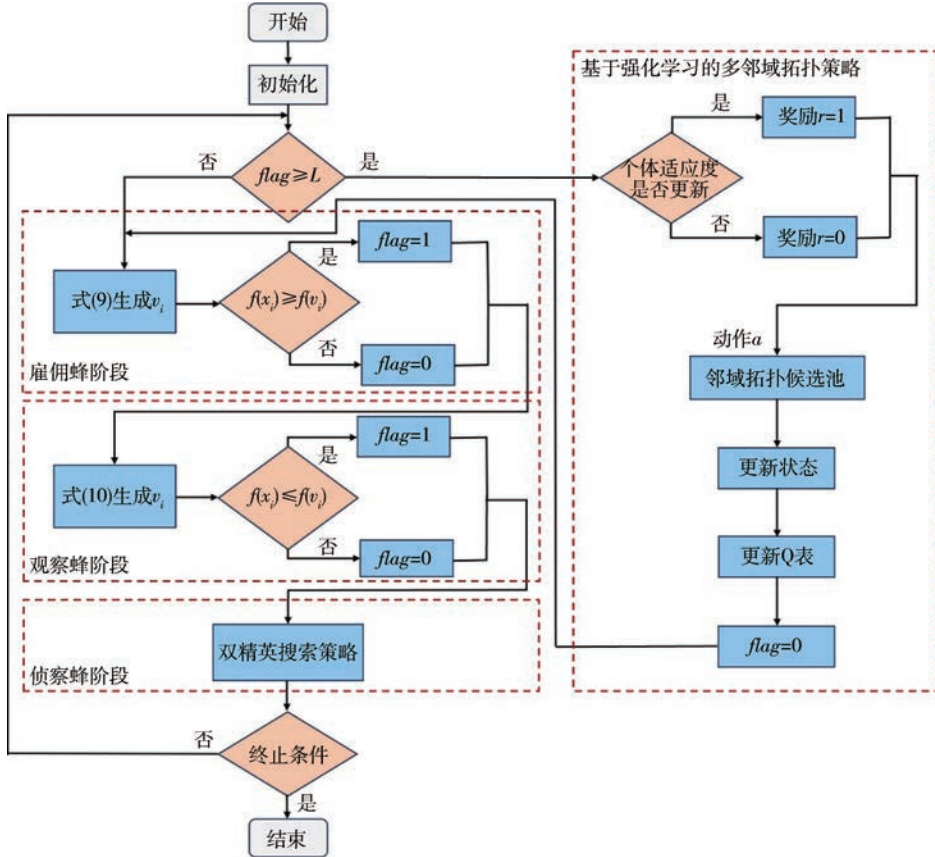 开始
初始化
flag≥L
否
是
式(9)生成v_i
f(x_i)≥f(v_i)
是
flag=1
否
flag=0
雇佣蜂阶段
式(10)生成v_i
f(x_i)≤f(v_i)
是
flag=1
否
flag=0
观察蜂阶段
双精英搜索策略
侦察蜂阶段
终止条件
否
是
结束
基于强化学习的多邻域拓扑策略
个体适应度
是否更新
是
奖励r=1
否
奖励r=0
动作a
邻域拓扑候选池
更新状态
更新Q表
flag=0